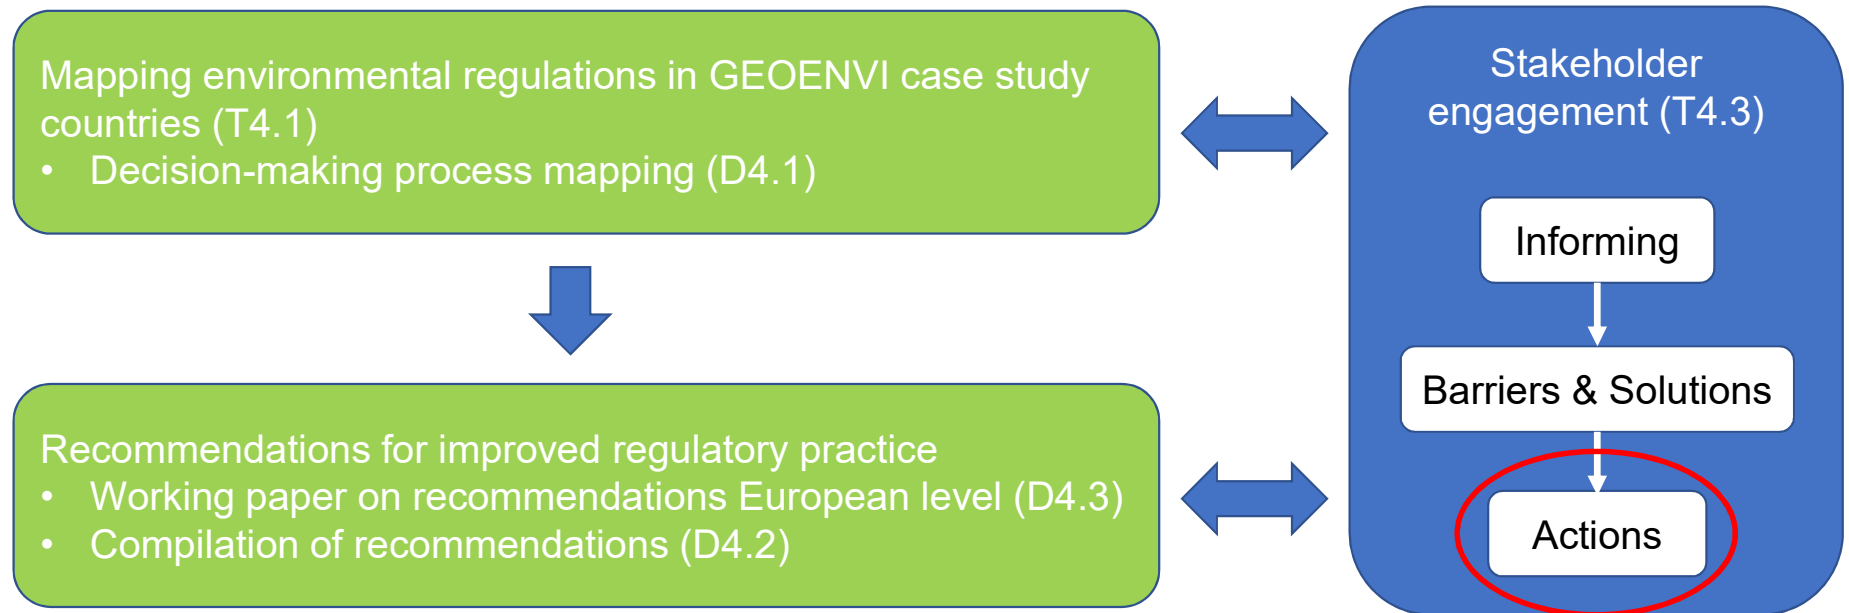 Mapping environmental regulations in GEOENVI case study
countries (T4.1)
• Decision-making process mapping (D4.1)
Recommendations for improved regulatory practice
• Working paper on recommendations European level (D4.3)
• Compilation of recommendations (D4.2)
Stakeholder
engagement (T4.3)
Informing
Barriers & Solutions
Actions